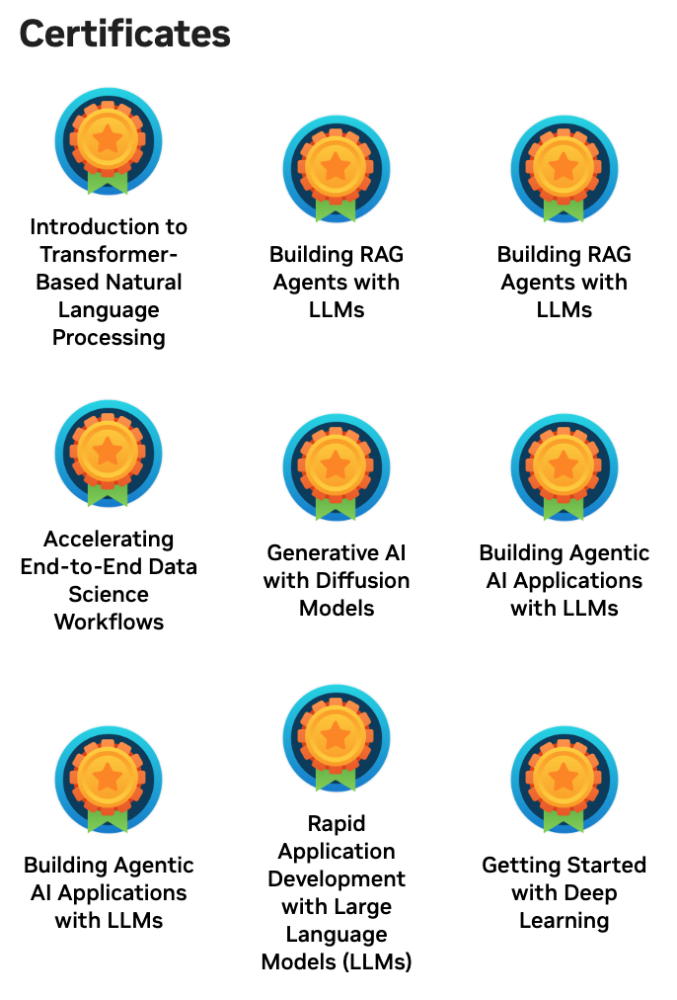 Certificates
Introduction to
Transformer-
Based Natural
Language
Processing
Building RAG
Agents with
LLMs
Building RAG
Agents with
LLMs
Accelerating
End-to-End Data
Science
Workflows
Generative AI
with Diffusion
Models
Building Agentic
AI Applications
with LLMs
Building Agentic
AI Applications
with LLMs
Rapid
Application
Development
with Large
Language
Models (LLMs)
Getting Started
with Deep
Learning